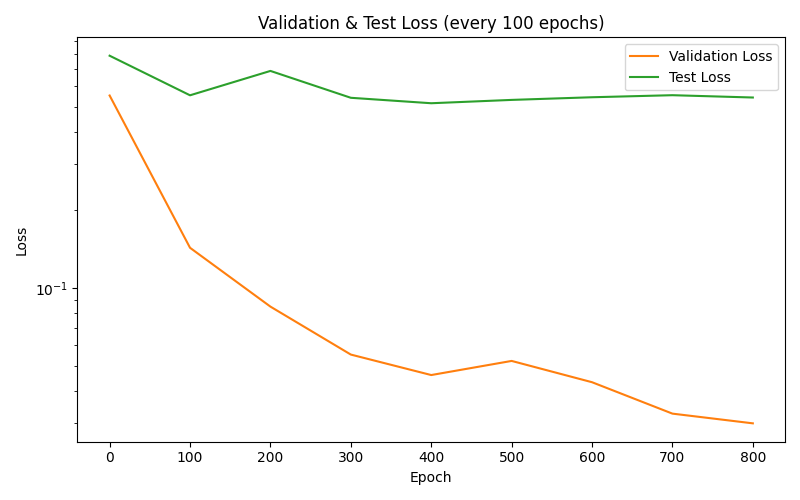 Validation & Test Loss (every 100 epochs)
Validation Loss
Test Loss
Loss
10⁻¹
0 100 200 300 400 500 600 700 800
Epoch